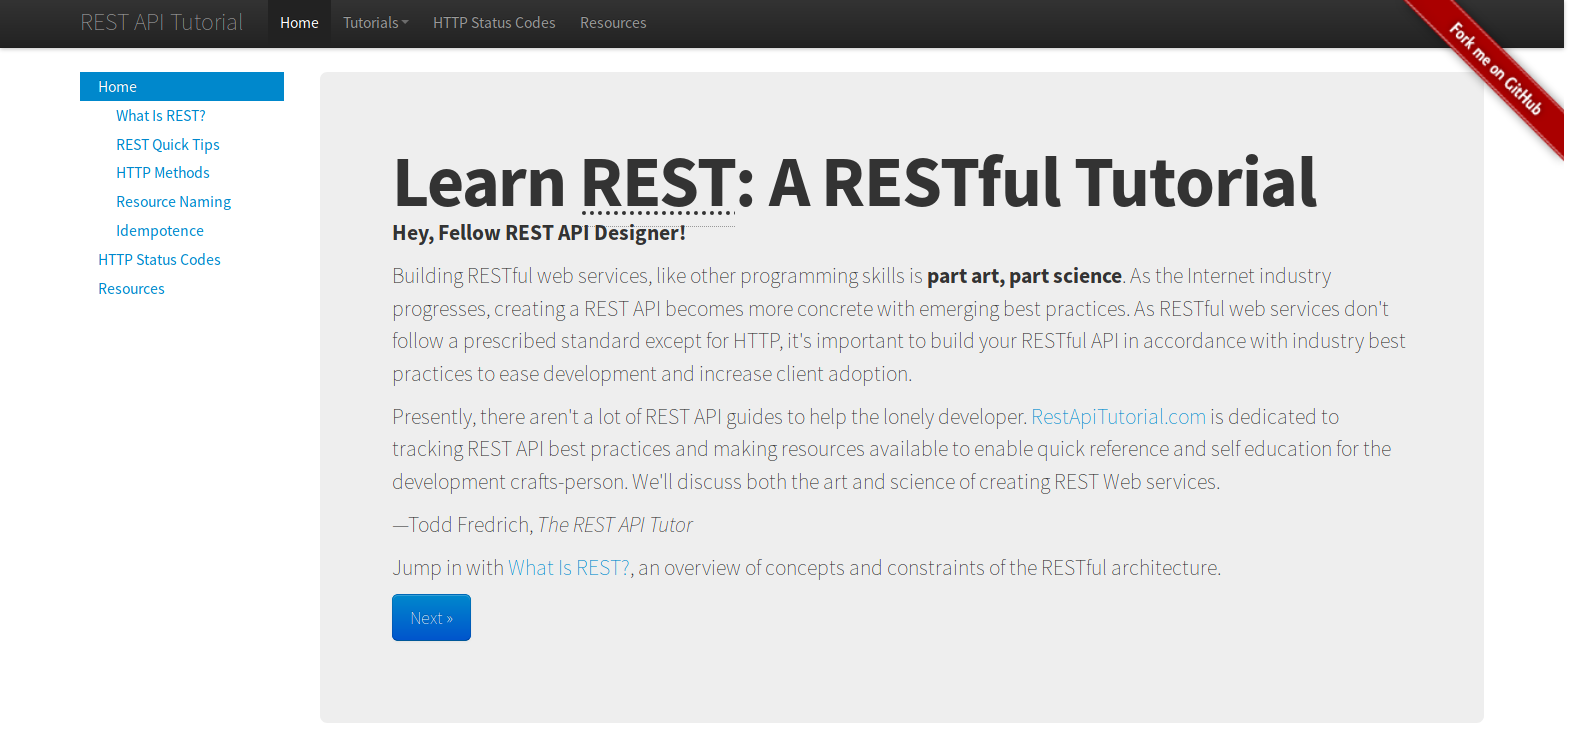 REST API Tutorial
Home
Tutorials
HTTP Status Codes
Resources
Fork me on GitHub
Home
What Is REST?
REST Quick Tips
HTTP Methods
Resource Naming
Idempotence
HTTP Status Codes
Resources
Learn REST: A RESTful Tutorial
Hey, Fellow REST API Designer!
Building RESTful web services, like other programming skills is part art, part science. As the Internet industry
progresses, creating a REST API becomes more concrete with emerging best practices. As RESTful web services don't
follow a prescribed standard except for HTTP, it's important to build your RESTful API in accordance with industry best
practices to ease development and increase client adoption.
Presently, there aren't a lot of REST API guides to help the lonely developer. RestApiTutorial.com is dedicated to
tracking REST API best practices and making resources available to enable quick reference and self education for the
development crafts-person. We'll discuss both the art and science of creating REST Web services.
—Todd Fredrich, The REST API Tutor
Jump in with What Is REST?, an overview of concepts and constraints of the RESTful architecture.
Next »